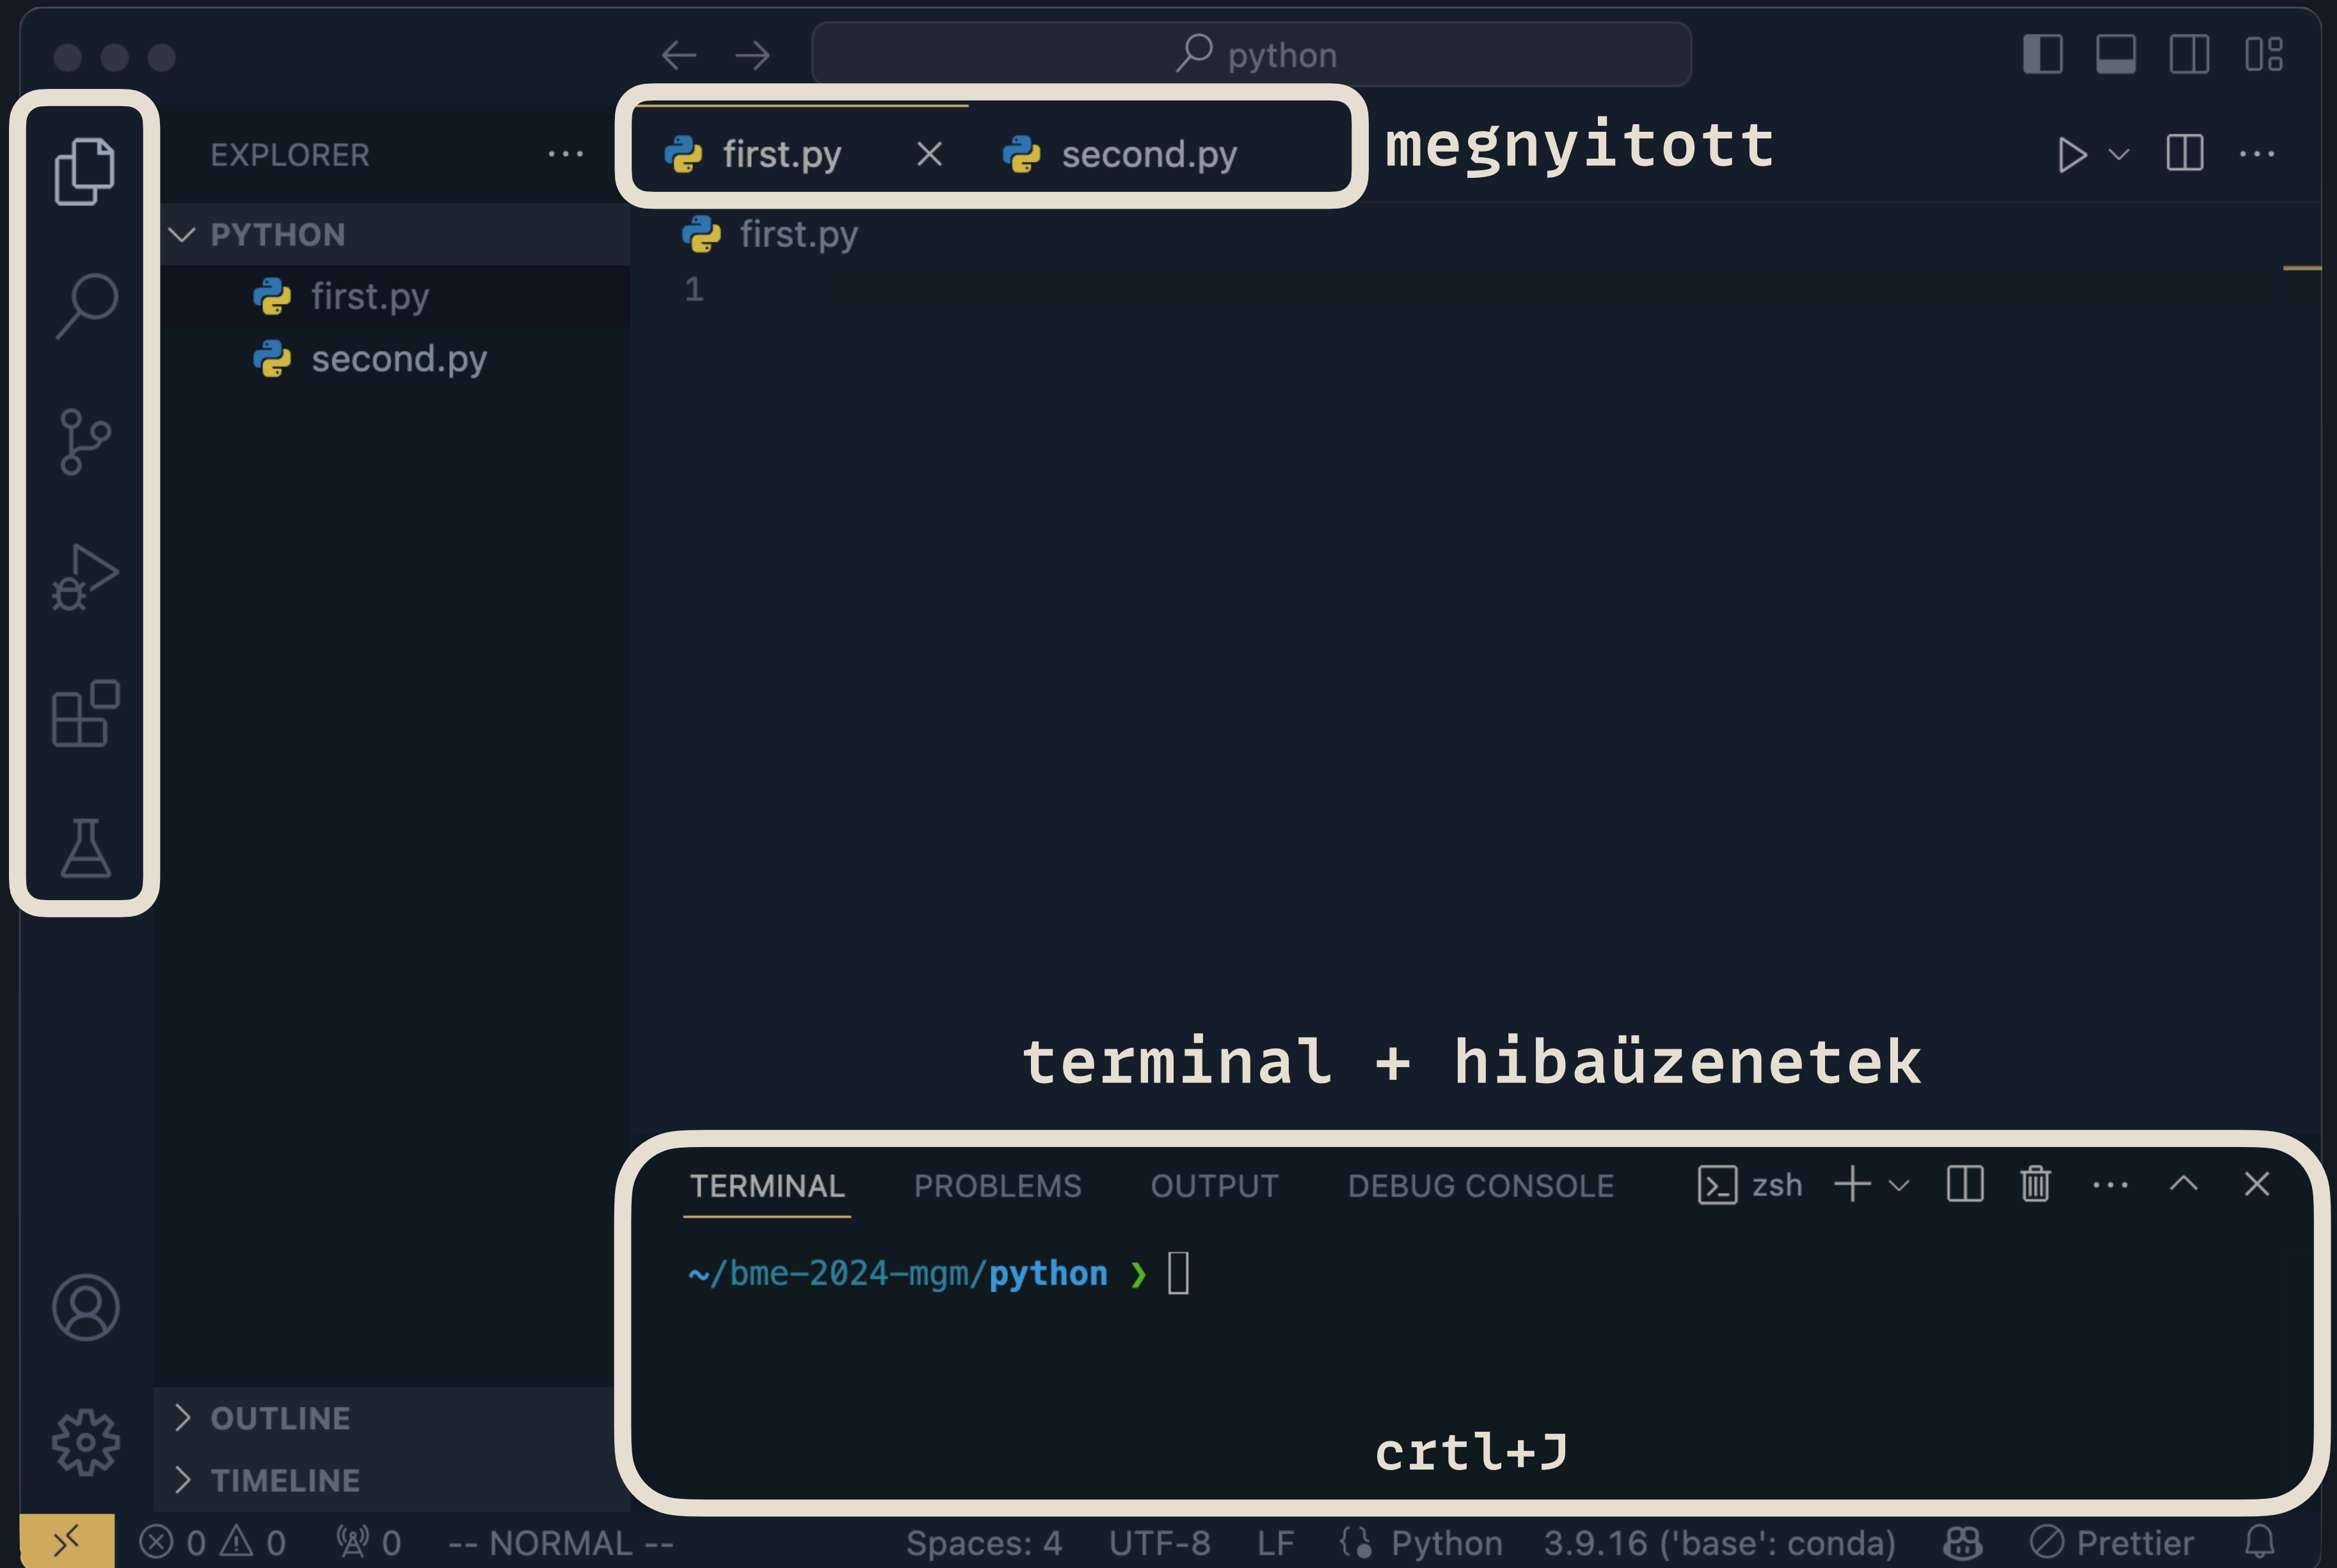 python
EXPLORER
first.py
second.py
megnyitott
PYTHON
first.py
1
first.py
second.py
terminal + hibaüzenetek
TERMINAL PROBLEMS OUTPUT DEBUG CONSOLE zsh
~/bme-2024-mgm/python ❯
crtl+J
OUTLINE
TIMELINE
0 0 0 -- NORMAL -- Spaces: 4 UTF-8 LF Python 3.9.16 ('base': conda) Prettier